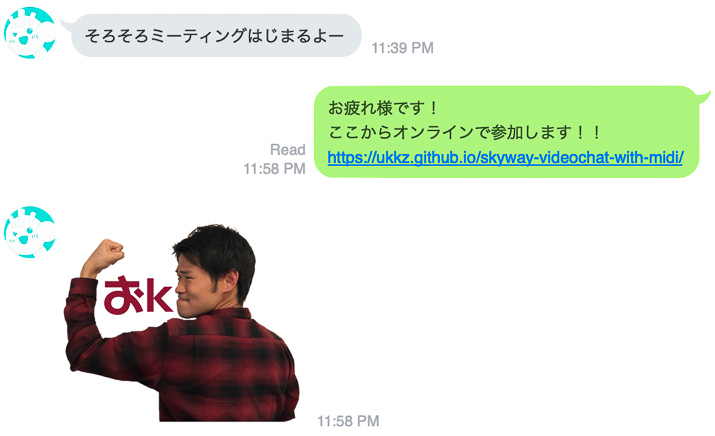 そろそろミーティングはじまるよー
11:39 PM
お疲れ様です！
ここからオンラインで参加します！！
https://ukkz.github.io/skyway-videochat-with-midi/
Read
11:58 PM
おk
11:58 PM